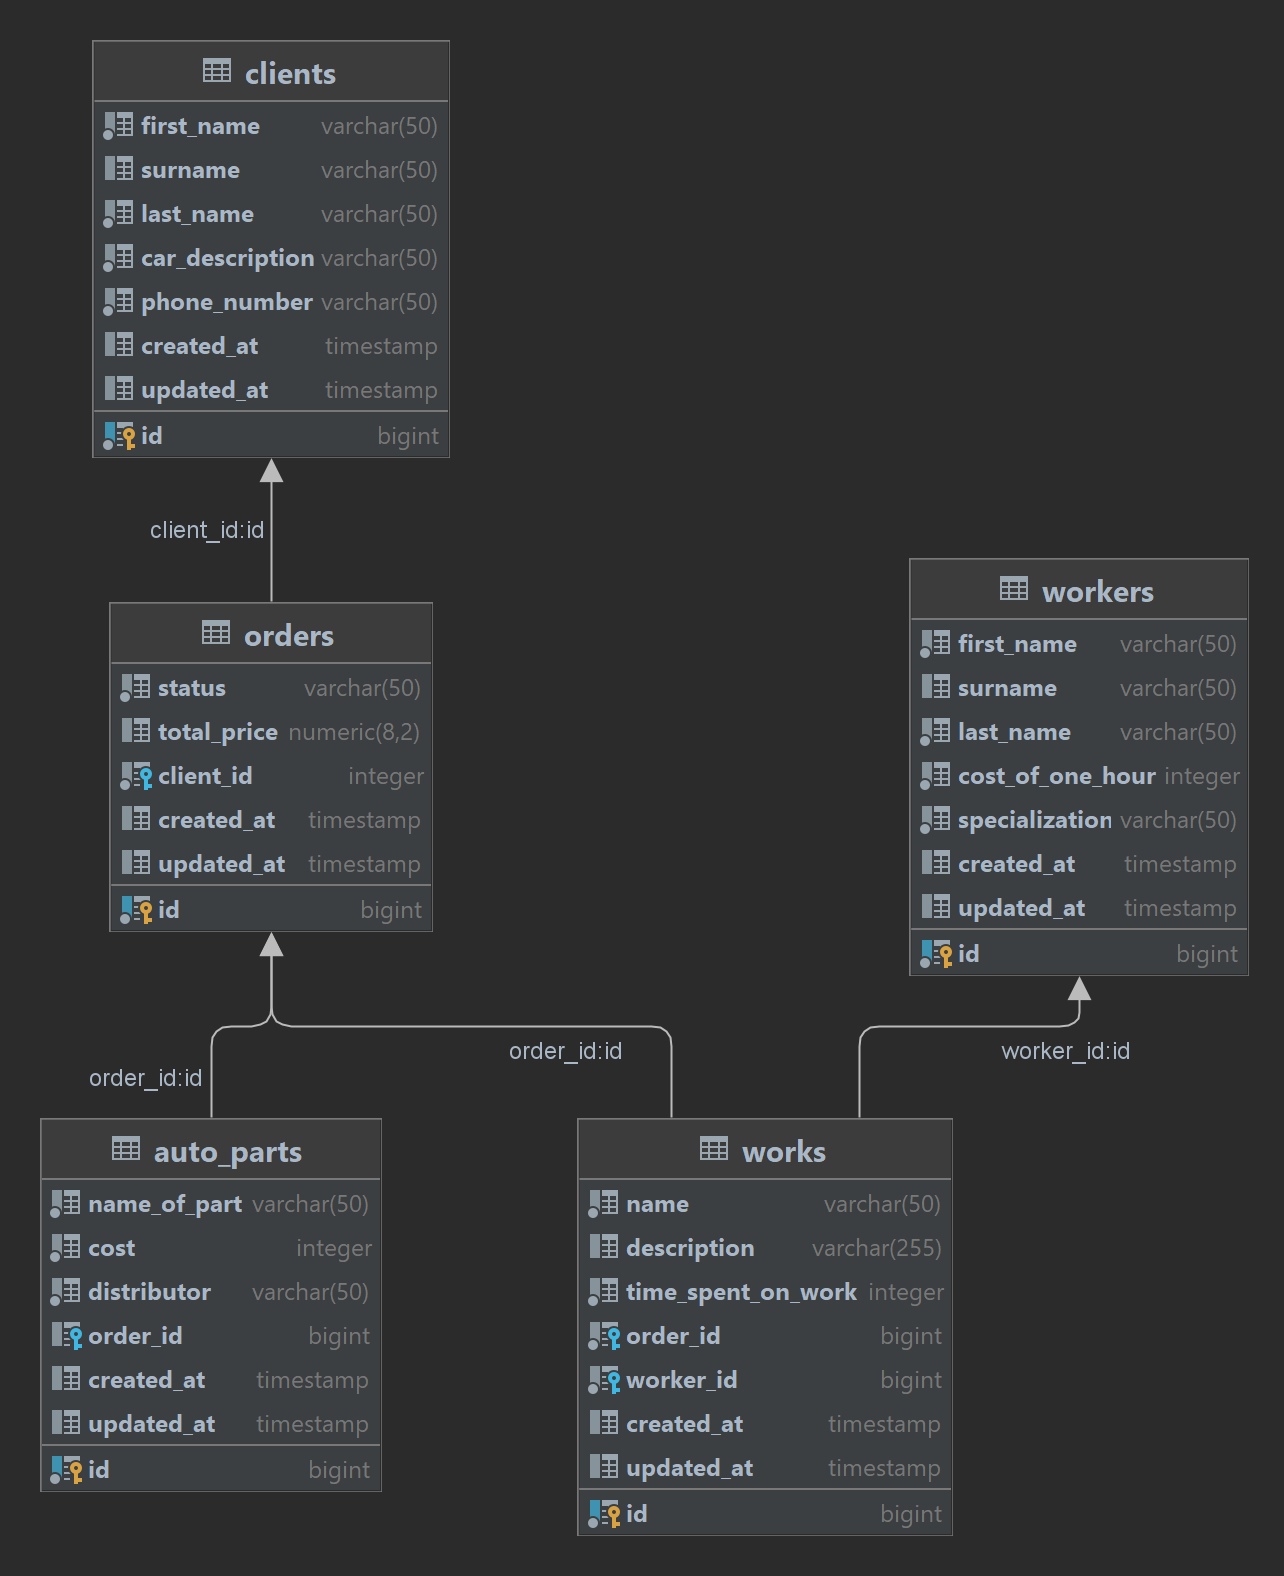 clients
first_name varchar(50)
surname varchar(50)
last_name varchar(50)
car_description varchar(50)
phone_number varchar(50)
created_at timestamp
updated_at timestamp
id bigint
client_id:id
orders
status varchar(50)
total_price numeric(8,2)
client_id integer
created_at timestamp
updated_at timestamp
id bigint
workers
first_name varchar(50)
surname varchar(50)
last_name varchar(50)
cost_of_one_hour integer
specialization varchar(50)
created_at timestamp
updated_at timestamp
id bigint
order_id:id
order_id:id
worker_id:id
auto_parts
name_of_part varchar(50)
cost integer
distributor varchar(50)
order_id bigint
created_at timestamp
updated_at timestamp
id bigint
works
name varchar(50)
description varchar(255)
time_spent_on_work integer
order_id bigint
worker_id bigint
created_at timestamp
updated_at timestamp
id bigint